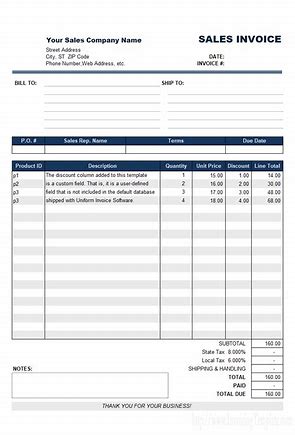 Your Sales Company Name SALES INVOICE
Street Address
City, ST ZIP Code DATE:
Phone Number,Web Address, etc. INVOICE #:
BILL TO: SHIP TO:
P.O. # Sales Rep. Name Terms Due Date
Product ID Description Quantity Unit Price Discount Line Total
p1 The discount column added to this template 1 15.00 1.00 14.00
p2 is a custom field. That is, it is a user-defined 2 16.00 2.00 30.00
p3 field that is not included in the default database 3 17.00 3.00 48.00
p3 shipped with Uniform Invoice Software 4 18.00 4.00 68.00
SUBTOTAL 160.00
State Tax 8.000% -
Local Tax 6.000% -
SHIPPING & HANDLING -
NOTES: TOTAL 160.00
PAID -
TOTAL DUE 160.00
THANK YOU FOR YOUR BUSINESS!